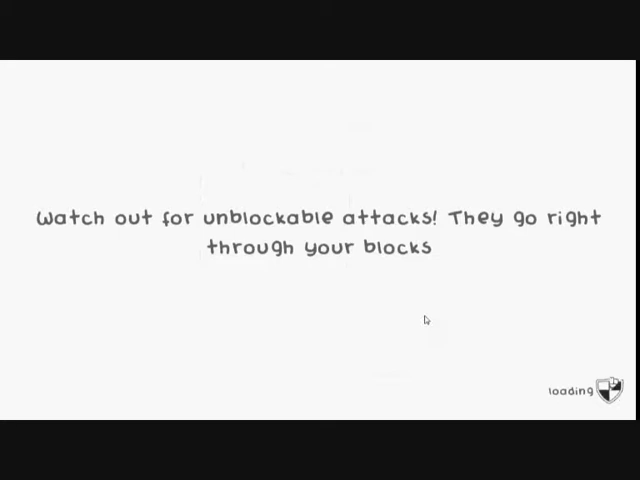 Watch out for unblockable attacks! They go right
through your blocks
loading